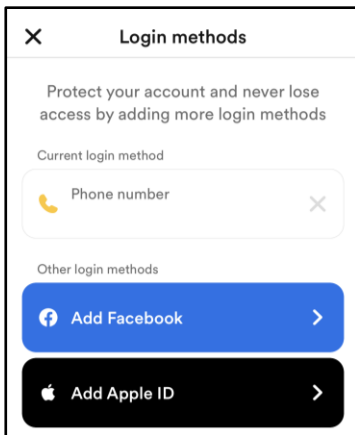 Login methods
Protect your account and never lose
access by adding more login methods
Current login method
Phone number
Other login methods
Add Facebook
Add Apple ID